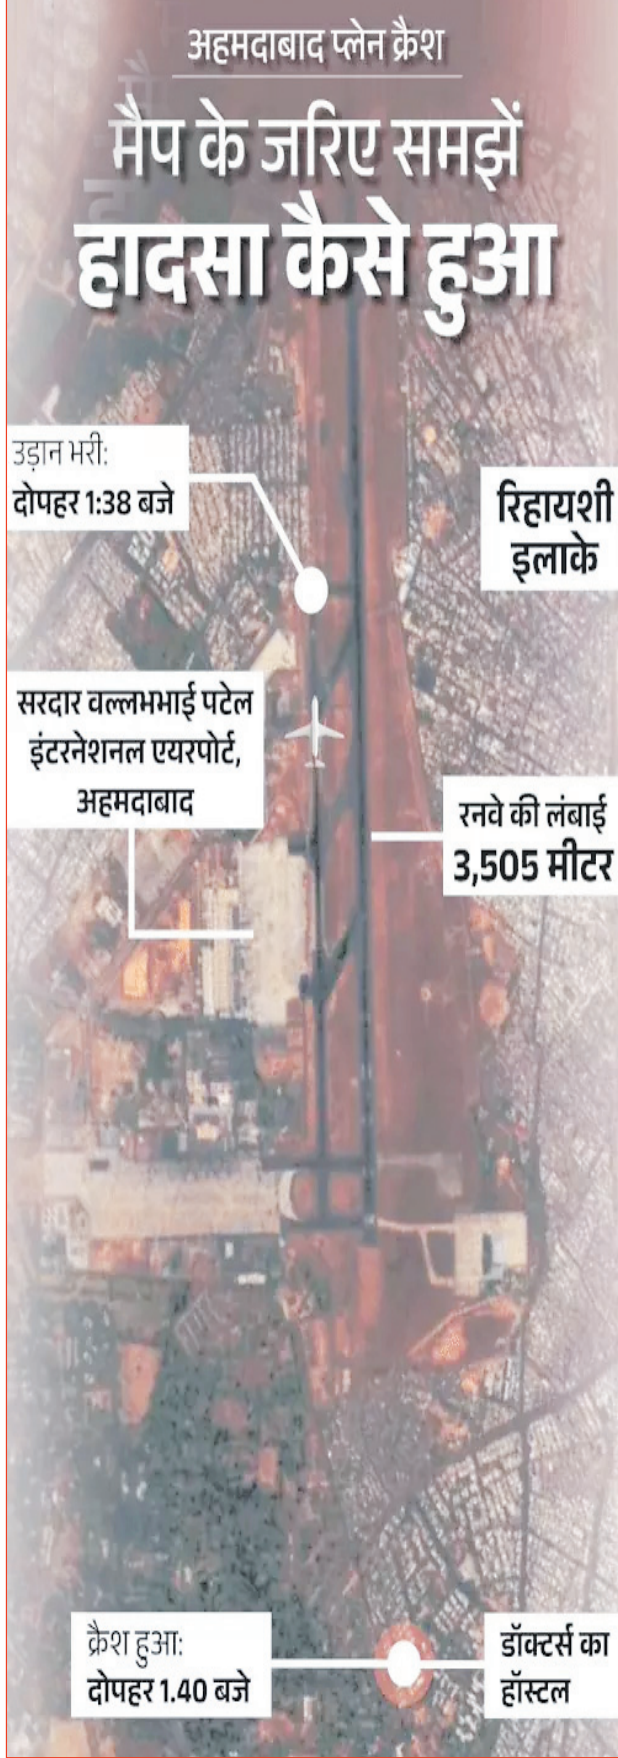 अहमदाबाद प्लेन क्रैश
मैप के जरिए समझें
हादसा कैसे हुआ
उड़ान भरी:
दोपहर 1:38 बजे
रिहायशी
इलाके
सरदार वल्लभभाई पटेल
इंटरनेशनल एयरपोर्ट,
अहमदाबाद
रनवे की लंबाई
3,505 मीटर
क्रैश हुआ:
दोपहर 1.40 बजे
डॉक्टर्स का
हॉस्टल